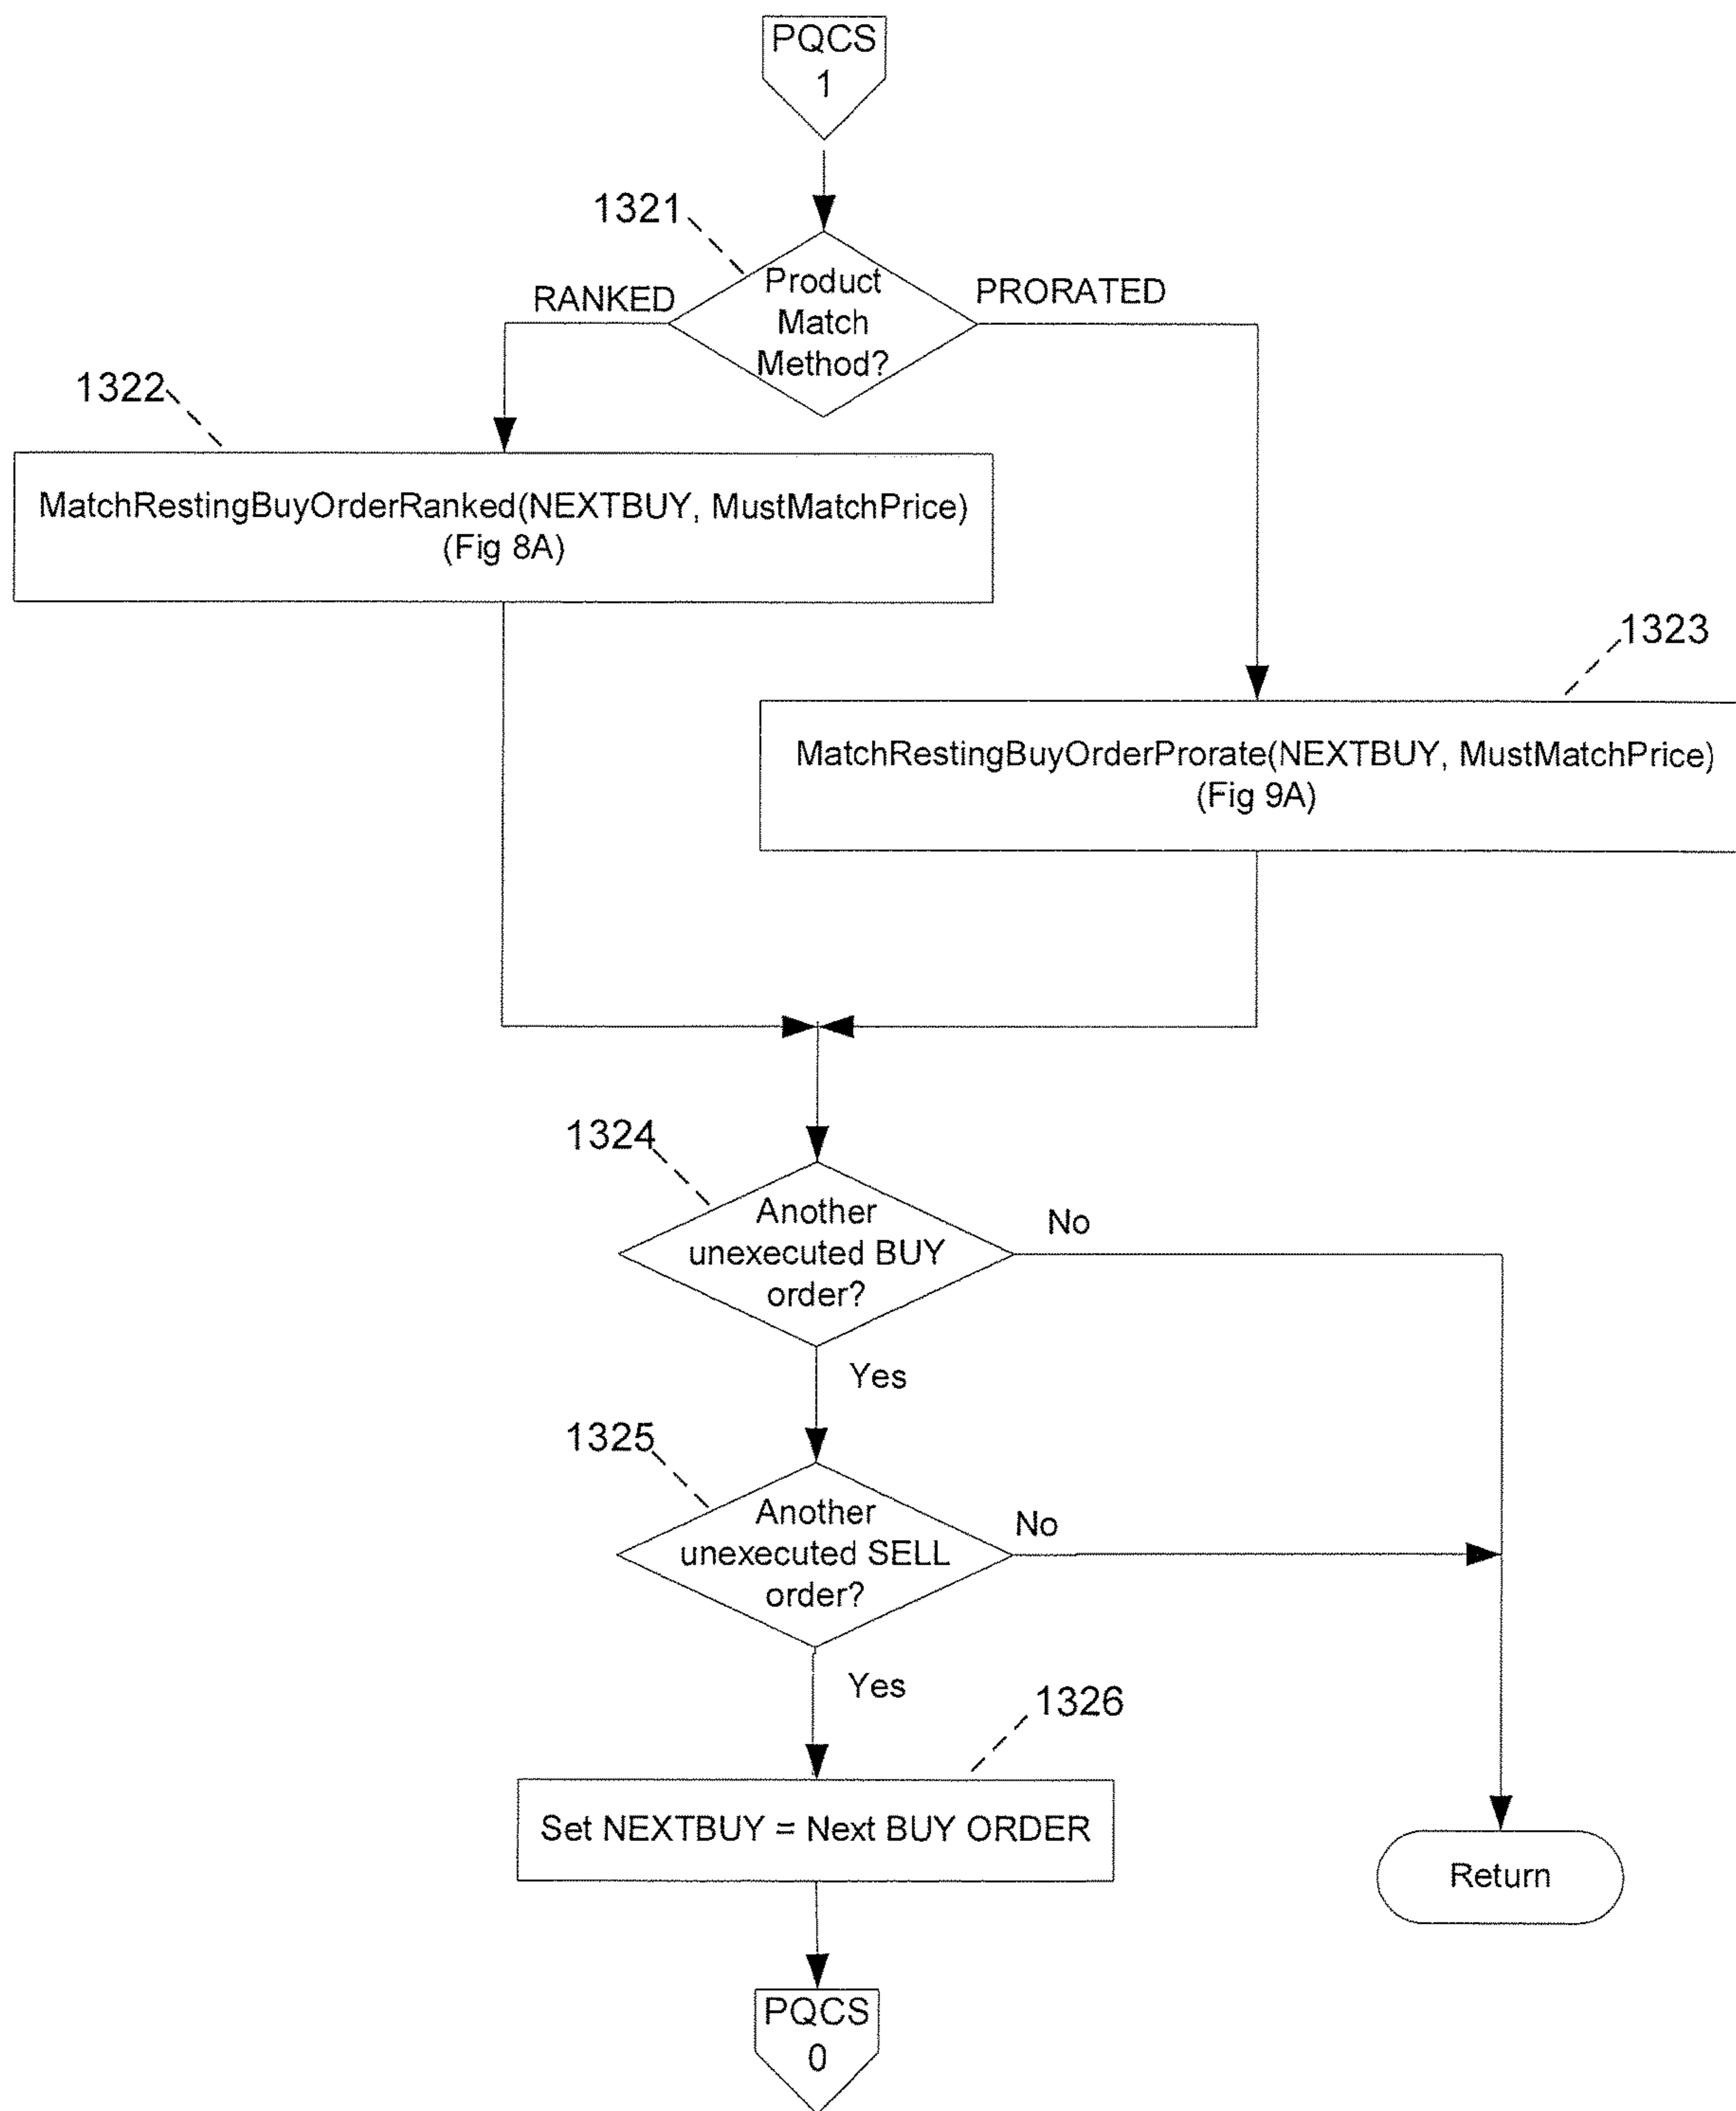 PQCS
1
1321
RANKED
Product
Match
Method?
PRORATED
1322
MatchRestingBuyOrderRanked(NEXTBUY, MustMatchPrice)
(Fig 8A)
1323
MatchRestingBuyOrderProrate(NEXTBUY, MustMatchPrice)
(Fig 9A)
1324
Another
unexecuted BUY
order?
No
Yes
1325
Another
unexecuted SELL
order?
No
Yes
1326
Set NEXTBUY = Next BUY ORDER
Return
PQCS
0